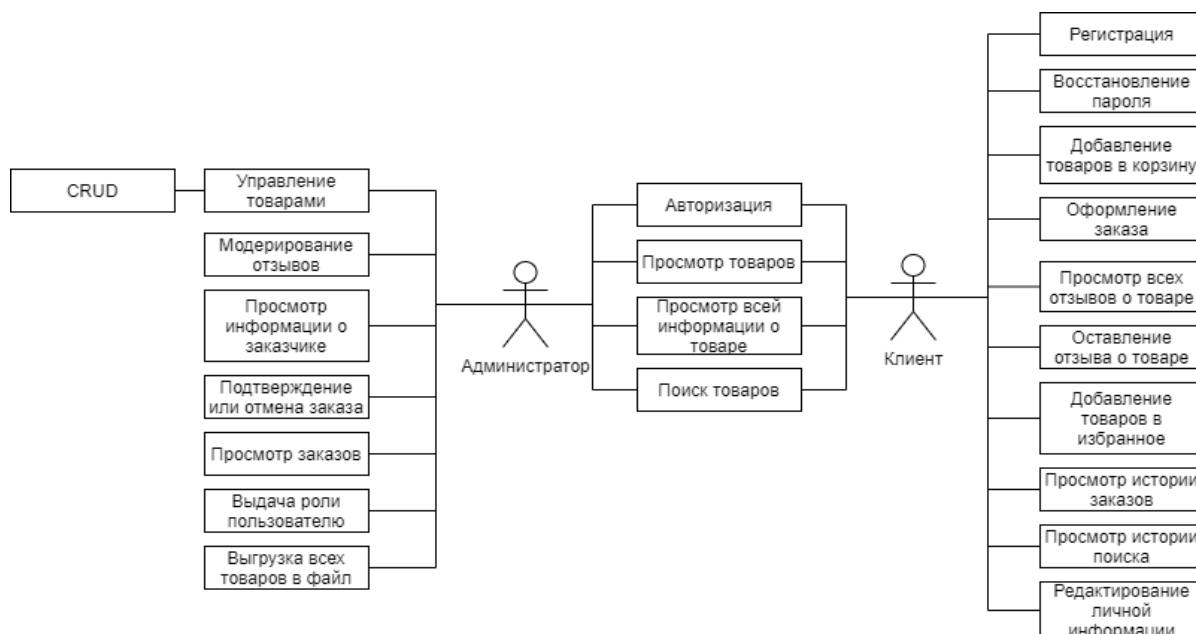 CRUD
Управление
товарами
Модерирование
отзывов
Просмотр
информации о
заказчике
Подтверждение
или отмена заказа
Просмотр заказов
Выдача роли
пользователю
Выгрузка всех
товаров в файл
Администратор
Авторизация
Просмотр товаров
Просмотр всей
информации о
товаре
Поиск товаров
Клиент
Регистрация
Восстановление
пароля
Добавление
товаров в корзину
Оформление
заказа
Просмотр всех
отзывов о товаре
Оставление
отзыва о товаре
Добавление
товаров в
избранное
Просмотр истории
заказов
Просмотр истории
поиска
Редактирование
личной
информации